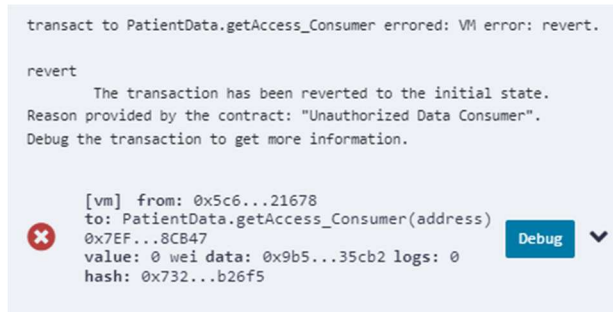 transact to PatientData.getAccess_Consumer errored: VM error: revert.
revert
The transaction has been reverted to the initial state.
Reason provided by the contract: "Unauthorized Data Consumer".
Debug the transaction to get more information.
[vm] from: 0x5c6...21678
to: PatientData.getAccess_Consumer(address)
0x7EF...8CB47
value: 0 wei data: 0x9b5...35cb2 logs: 0
hash: 0x732...b26f5
Debug